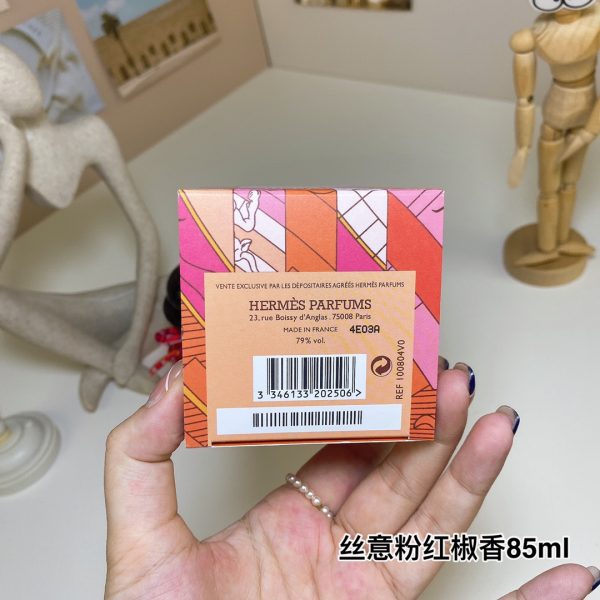 VENTE EXCLUSIVE PAR LES DÉPOSITAIRES AGRÉÉS HERMÈS PARFUMS
HERMÈS PARFUMS
23, rue Boissy d'Anglas . 75008 Paris
MADE IN FRANCE 4E03A
79% vol.
3 346133 202506 >
REF 100804V0
丝意粉红椒香85ml